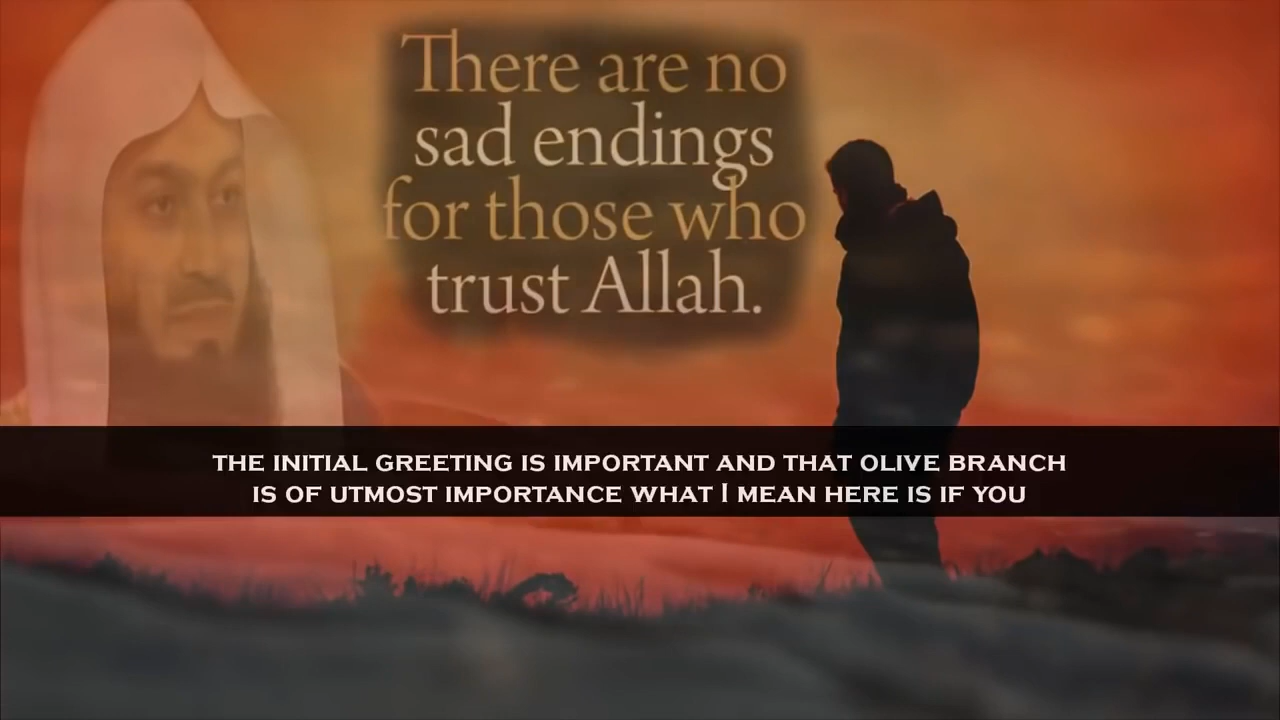 There are no
sad endings
for those who
trust Allah.
THE INITIAL GREETING IS IMPORTANT AND THAT OLIVE BRANCH
IS OF UTMOST IMPORTANCE WHAT I MEAN HERE IS IF YOU